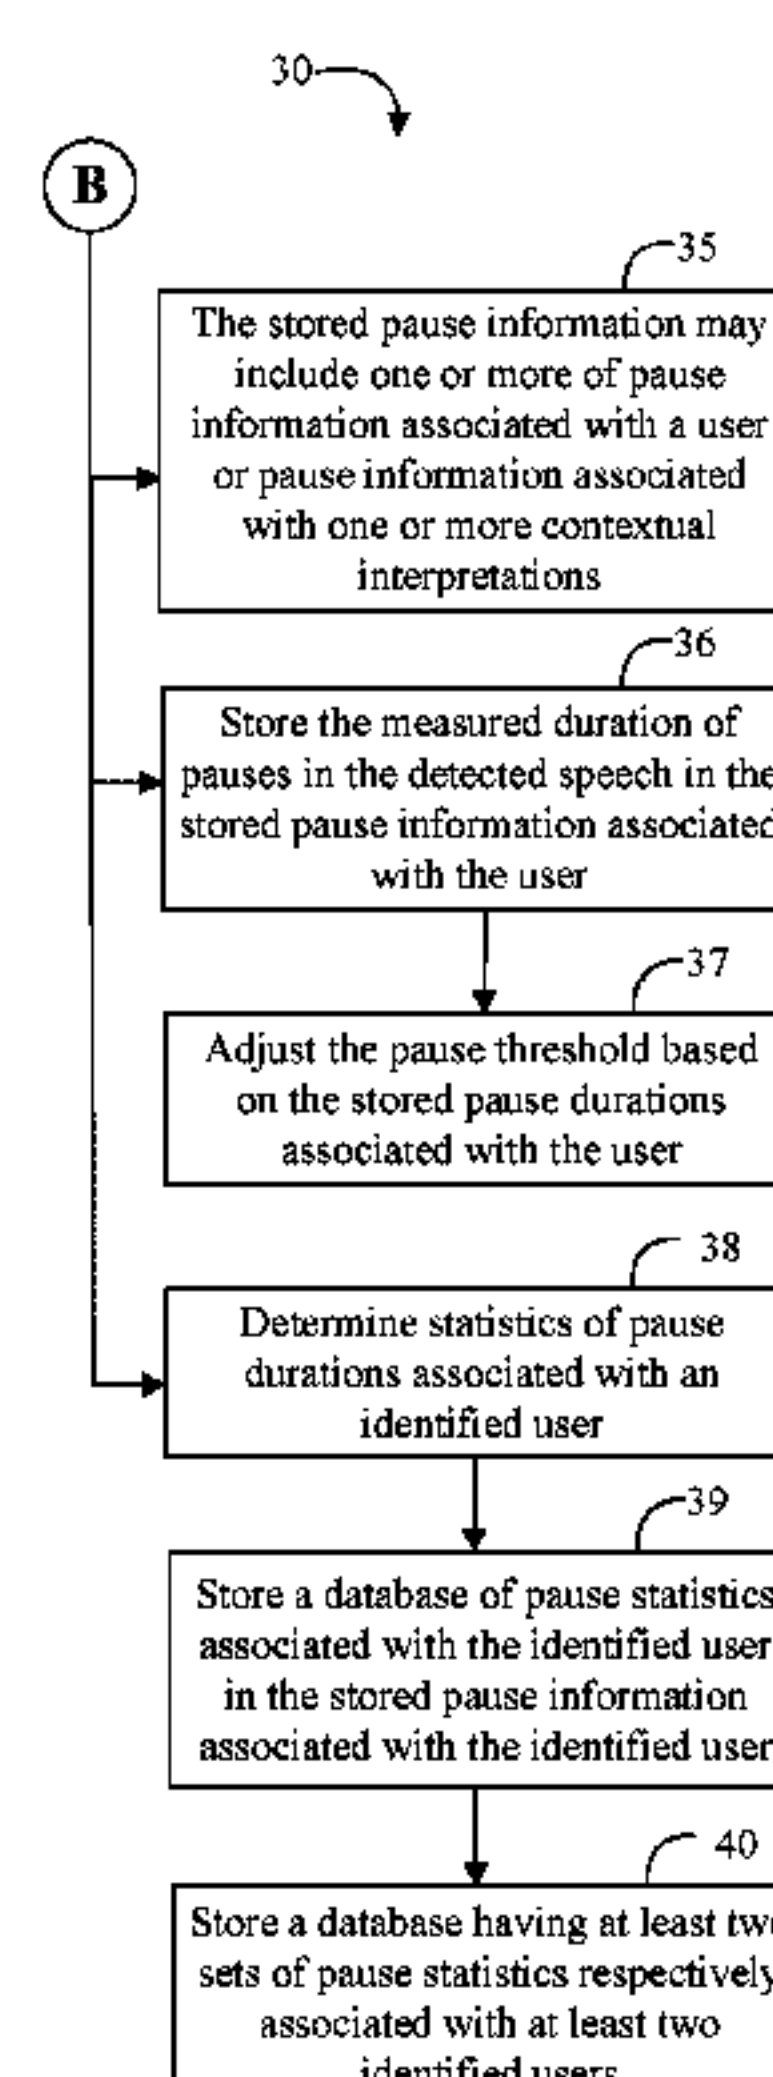 30
B
35
The stored pause information may
include one or more of pause
information associated with a user
or pause information associated
with one or more contextual
interpretations
36
Store the measured duration of
pauses in the detected speech in the
stored pause information associated
with the user
37
Adjust the pause threshold based
on the stored pause durations
associated with the user
38
Determine statistics of pause
durations associated with an
identified user
39
Store a database of pause statistics
associated with the identified user
in the stored pause information
associated with the identified user
40
Store a database having at least two
sets of pause statistics respectively
associated with at least two
identified users